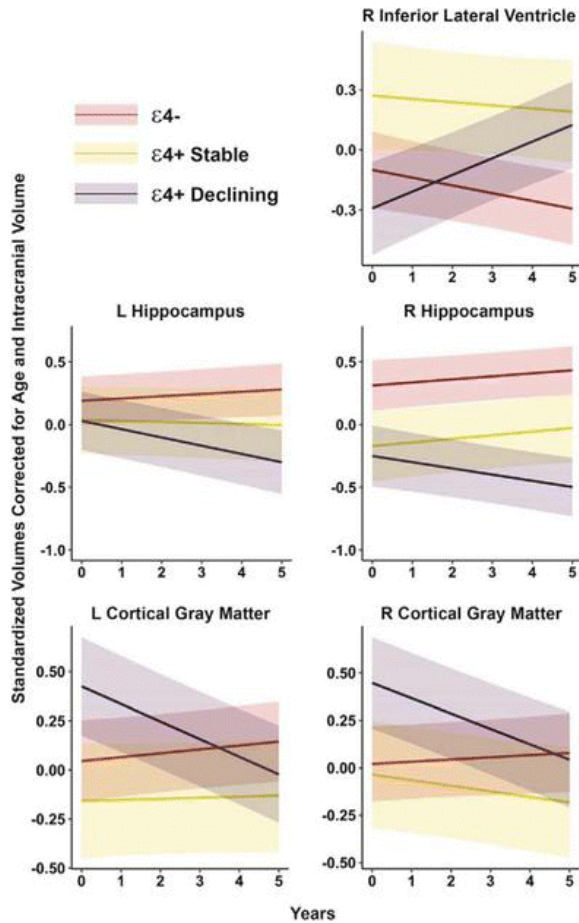 R Inferior Lateral Ventricle
0.3
0.0
-0.3
0 1 2 3 4 5
ε4-
ε4+ Stable
ε4+ Declining
Standardized Volumes Corrected for Age and Intracranial Volume
L Hippocampus
0.5
0.0
-0.5
-1.0
0 1 2 3 4 5
R Hippocampus
0.5
0.0
-0.5
-1.0
0 1 2 3 4 5
L Cortical Gray Matter
0.50
0.25
0.00
-0.25
-0.50
0 1 2 3 4 5
R Cortical Gray Matter
0.50
0.25
0.00
-0.25
-0.50
0 1 2 3 4 5
Years